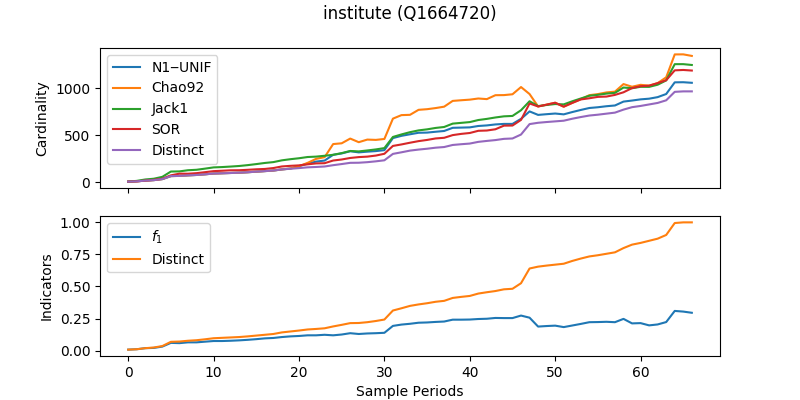 institute (Q1664720)
Cardinality
1000
500
0
N1−UNIF
Chao92
Jack1
SOR
Distinct
Indicators
1.00
0.75
0.50
0.25
0.00
f₁
Distinct
0 10 20 30 40 50 60
Sample Periods